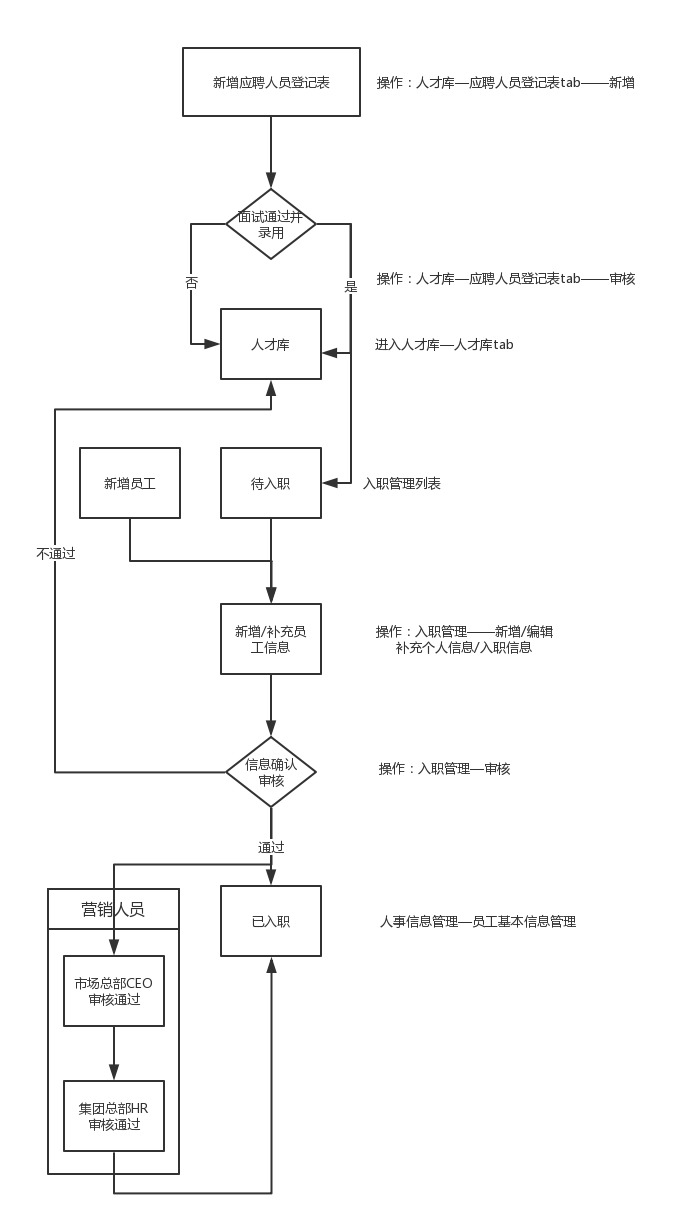 新增应聘人员登记表
操作：人才库—应聘人员登记表tab——新增
面试通过并
录用
否
是
操作：人才库—应聘人员登记表tab——审核
人才库
进入人才库—人才库tab
新增员工
待入职
入职管理列表
不通过
新增/补充员
工信息
操作：入职管理——新增/编辑
补充个人信息/入职信息
信息确认
审核
操作：入职管理—审核
通过
营销人员
已入职
人事信息管理—员工基本信息管理
市场总部CEO
审核通过
集团总部HR
审核通过